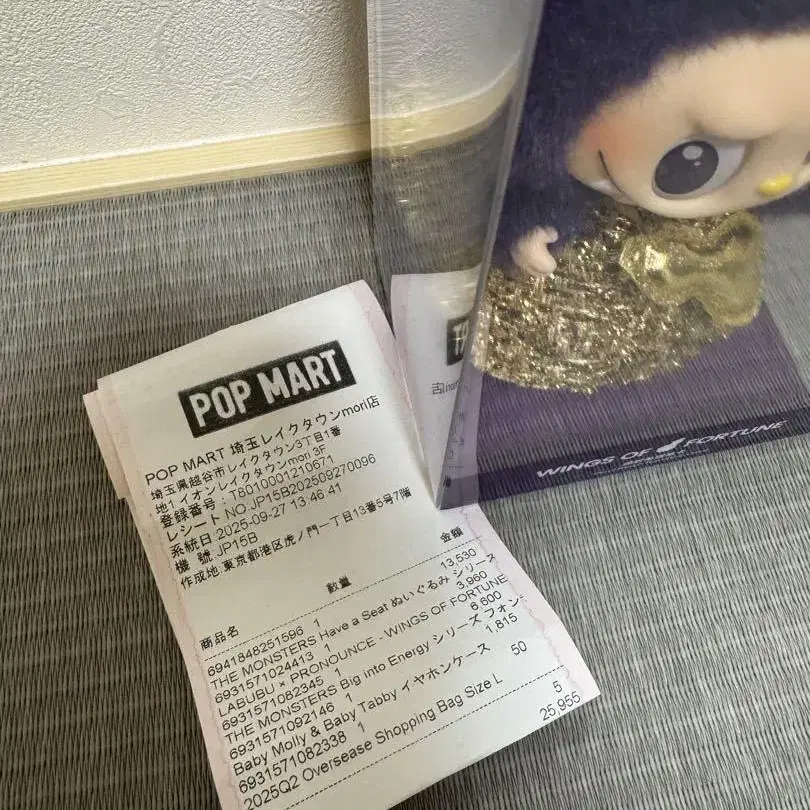 POP MART
POP MART 埼玉レイクタウンmori店
埼玉県越谷市レイクタウン3丁目1番
地1 イオンレイクタウンmori 3F
登録番号：T8010001210671
レシートNO.JP15B202509270096
系統日 2025-09-27 13:46:41
機 號 JP15B
作成地:東京都港区虎ノ門一丁目13番5号7階
商品名 数量 金額
6941848251596 1 13,530
THE MONSTERS Have a Seat ぬいぐるみ シリーズ
6931571024413 1 3,960
LABUBU × PRONOUNCE - WINGS OF FORTUNE
6931571082345 1 6,600
THE MONSTERS Big into Energy シリーズ フォン
6931571092146 1 1,815
Baby Molly & Baby Tabby イヤホンケース
6931571082338 1 50
2025Q2 Oversease Shopping Bag Size L
5
25,955
WINGS OF FORTUNE